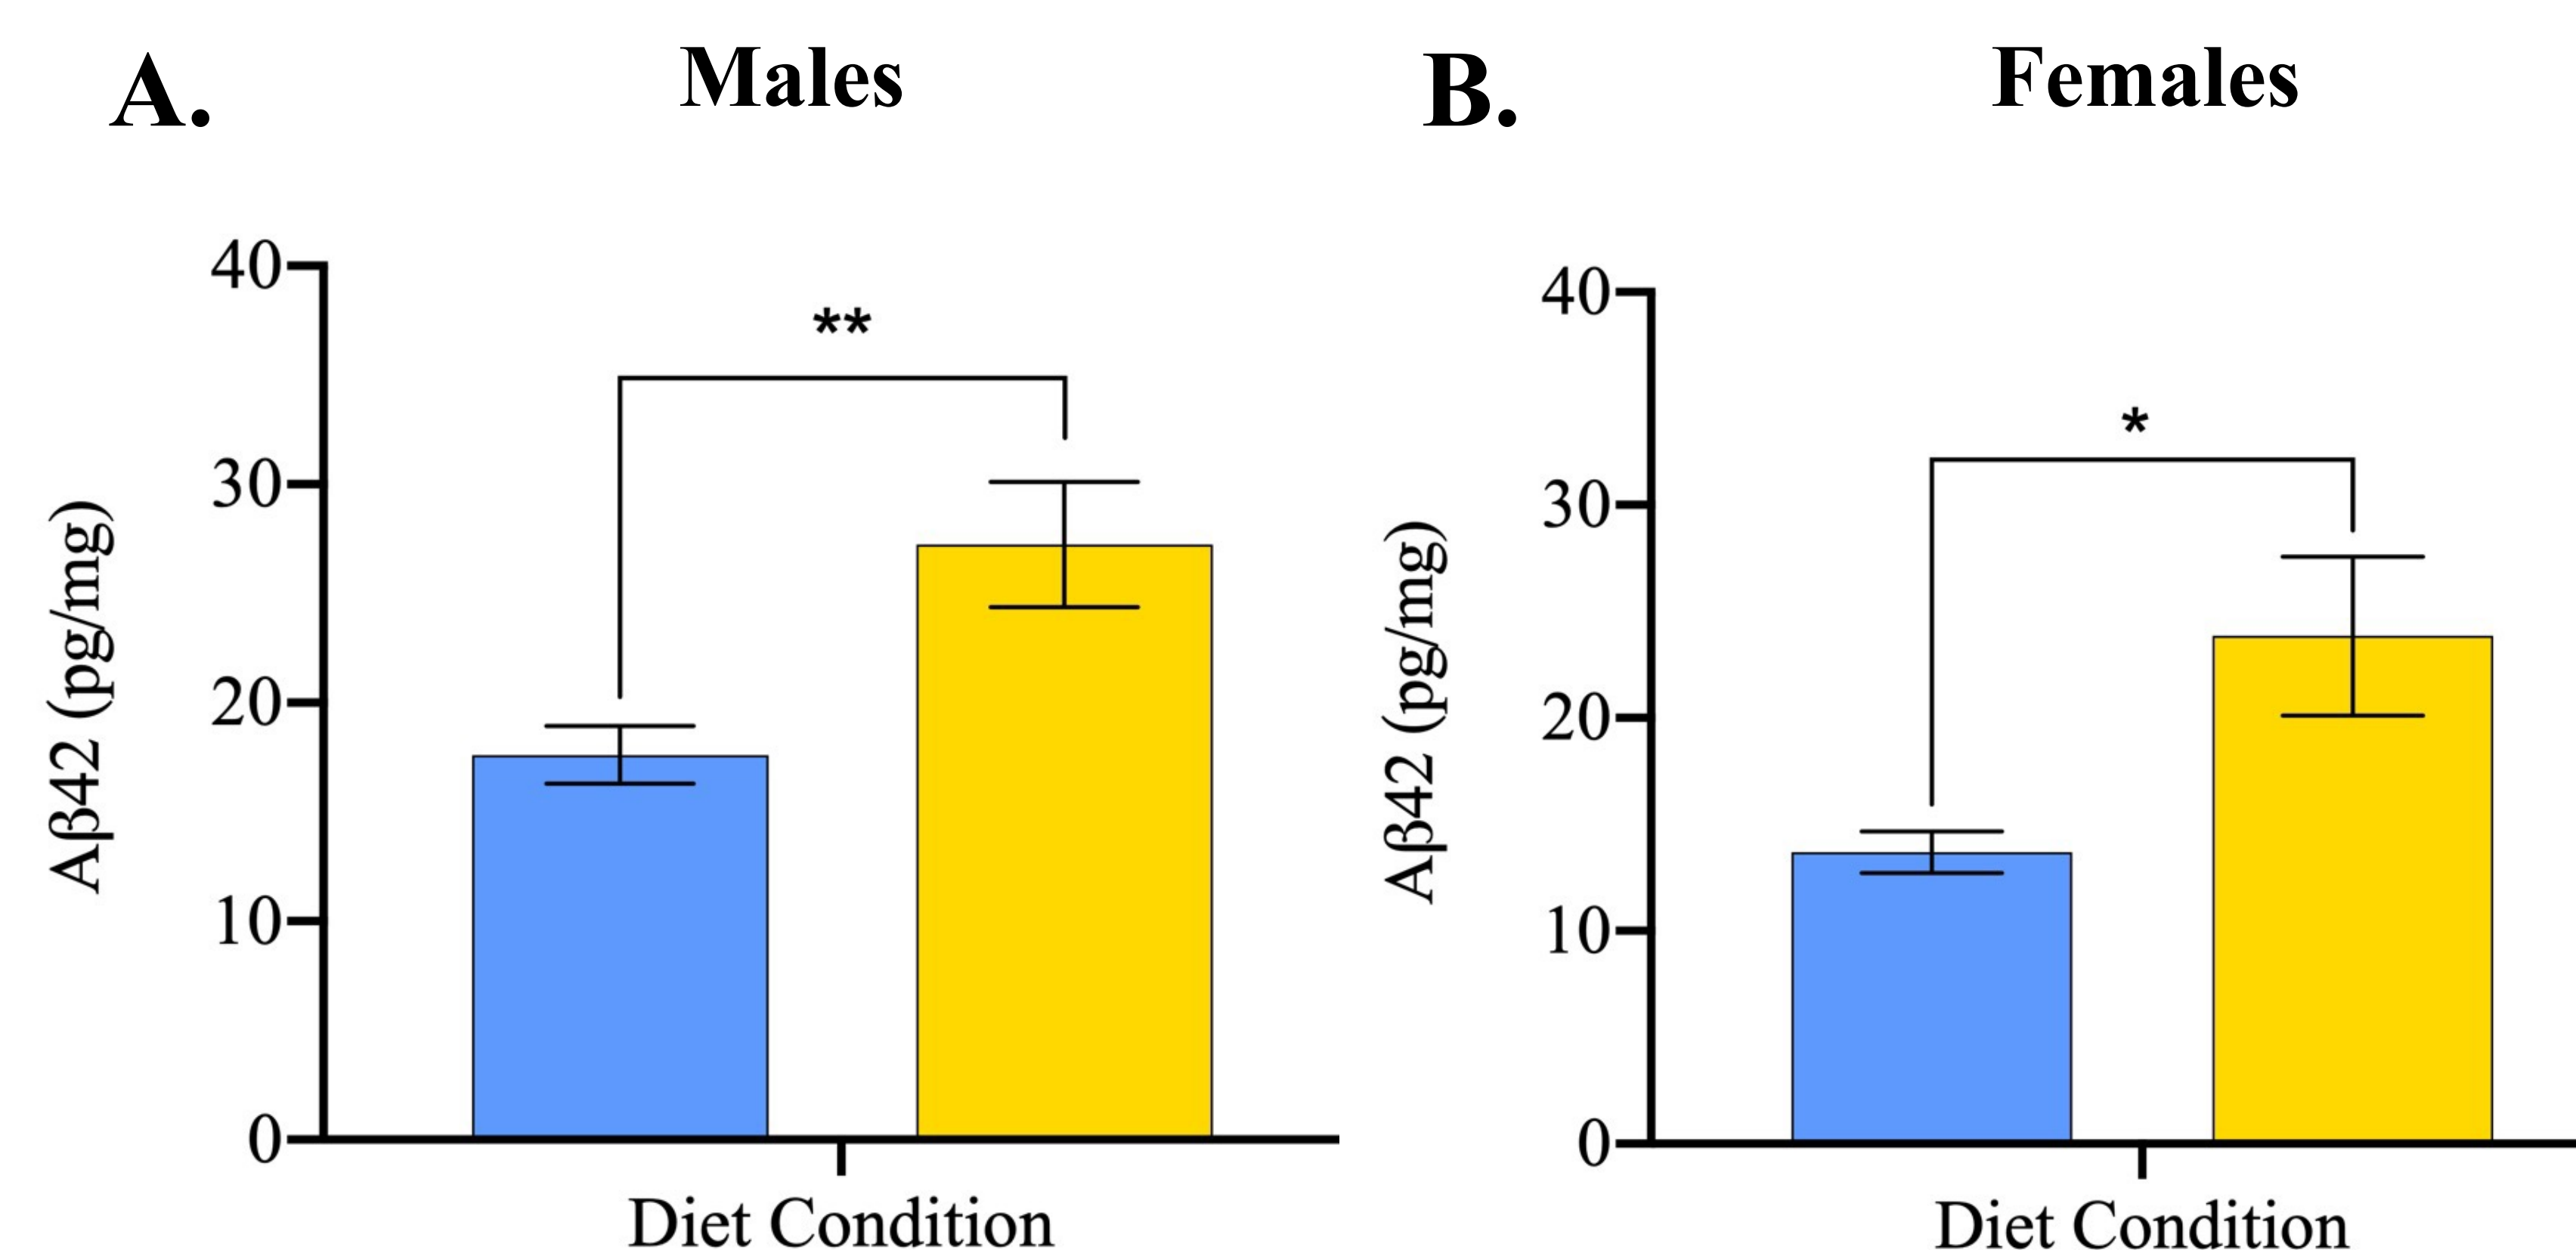 A.
Males
40
30
20
10
0
**
Aβ42 (pg/mg)
Diet Condition
B.
Females
40
30
20
10
0
*
Aβ42 (pg/mg)
Diet Condition